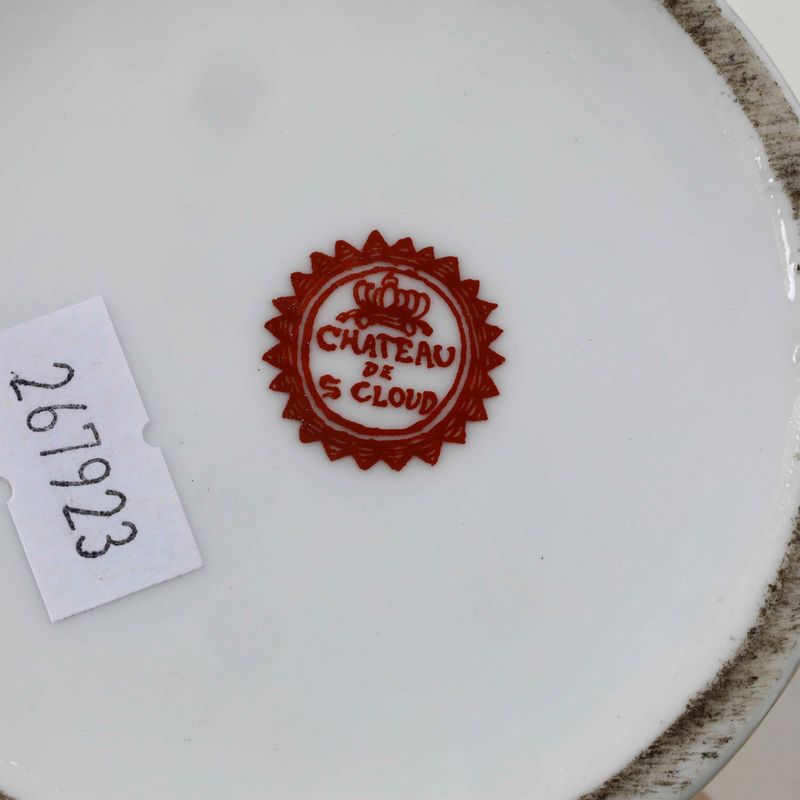 CHATEAU
DE
S CLOUD
267923